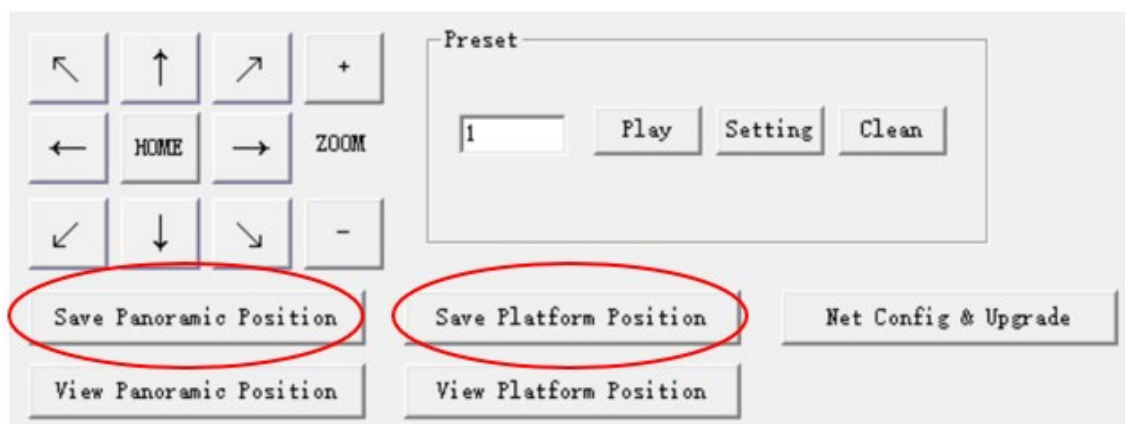 Preset
↖ ↑ ↗ +
← HOME → ZOOM
1 Play Setting Clean
↙ ↓ ↘ -
Save Panoramic Position Save Platform Position Net Config & Upgrade
View Panoramic Position View Platform Position